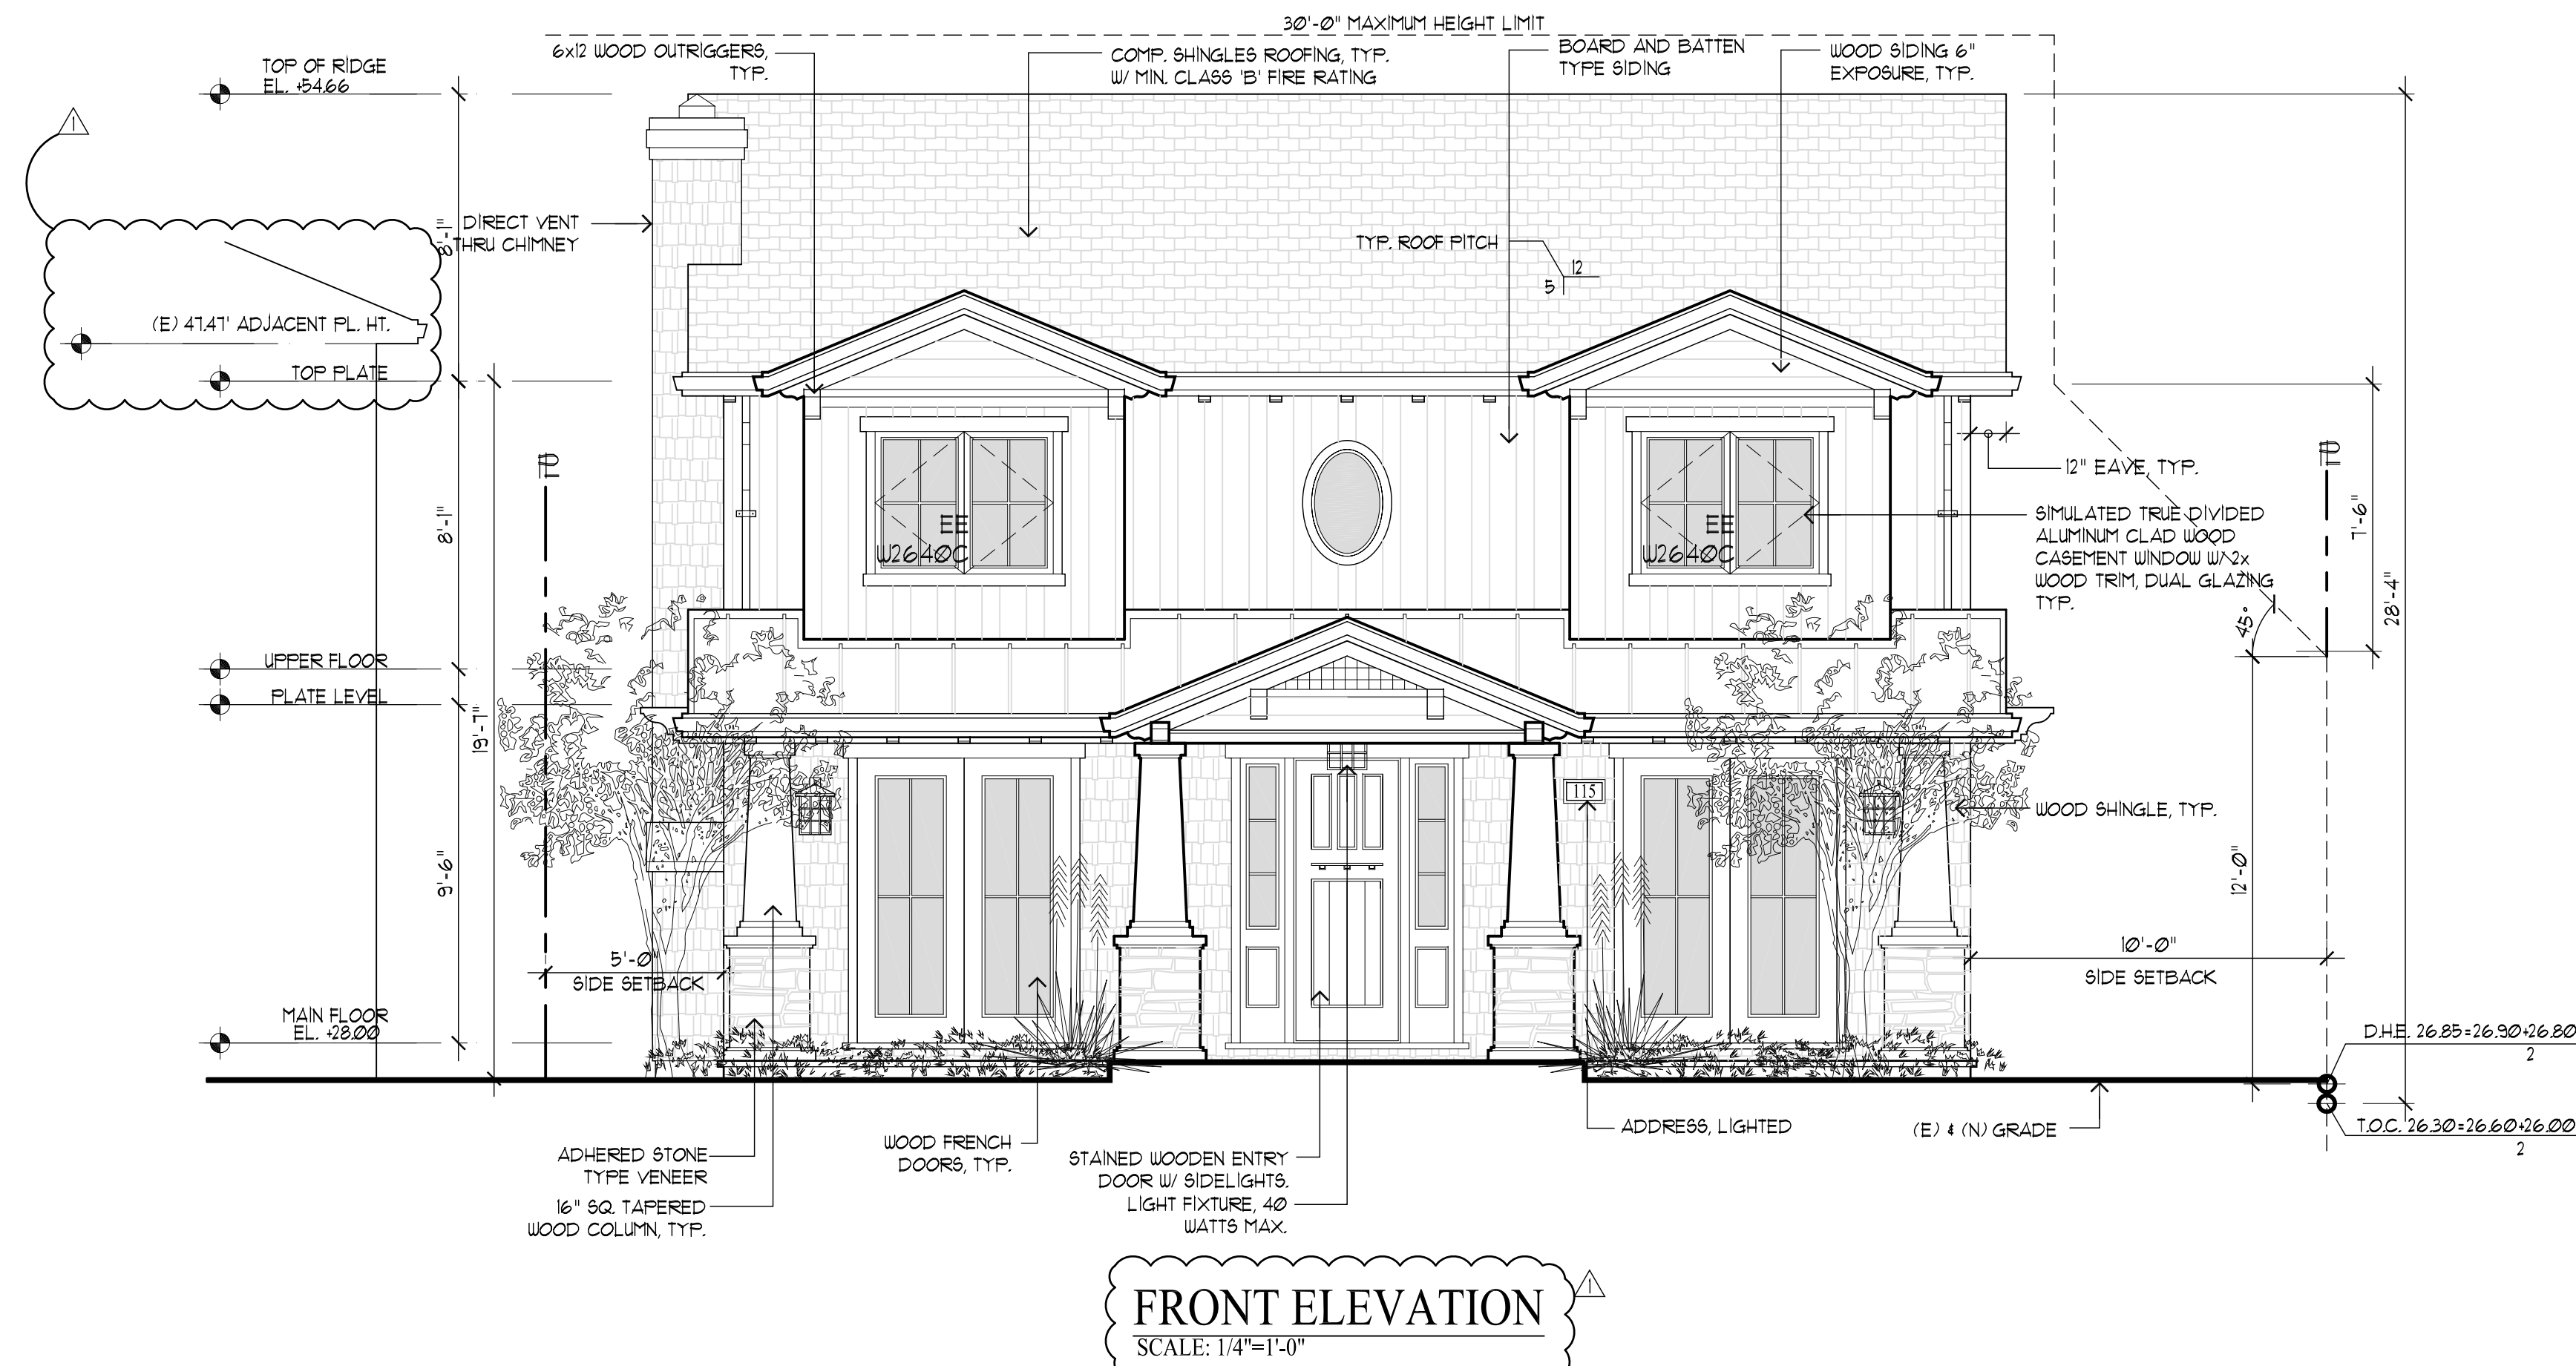 30'-0" MAXIMUM HEIGHT LIMIT
6x12 WOOD OUTRIGGERS,
TYP.
COMP. SHINGLES ROOFING, TYP.
W/ MIN. CLASS 'B' FIRE RATING
BOARD AND BATTEN
TYPE SIDING
WOOD SIDING 6"
EXPOSURE, TYP.
TOP OF RIDGE
EL. +54.66
1
8'-1"
DIRECT VENT
THRU CHIMNEY
TYP. ROOF PITCH
12
5
(E) 47.47' ADJACENT PL. HT.
TOP PLATE
12" EAVE, TYP.
8'-1"
EE
W2640C
EE
W2640C
SIMULATED TRUE DIVIDED
ALUMINUM CLAD WOOD
CASEMENT WINDOW W/ 2x
WOOD TRIM, DUAL GLAZING
TYP.
7'-6"
28'-4"
45°
UPPER FLOOR
PLATE LEVEL
19'-7"
115
WOOD SHINGLE, TYP.
9'-6"
12'-0"
5'-0"
SIDE SETBACK
10'-0"
SIDE SETBACK
MAIN FLOOR
EL. +28.00
D.H.E. 26.85=26.90+26.80
2
T.O.C. 26.30=26.60+26.00
2
ADDRESS, LIGHTED
(E) & (N) GRADE
ADHERED STONE
TYPE VENEER
WOOD FRENCH
DOORS, TYP.
STAINED WOODEN ENTRY
DOOR W/ SIDELIGHTS.
16" SQ. TAPERED
WOOD COLUMN, TYP.
LIGHT FIXTURE, 40
WATTS MAX.
FRONT ELEVATION
1
SCALE: 1/4"=1'-0"